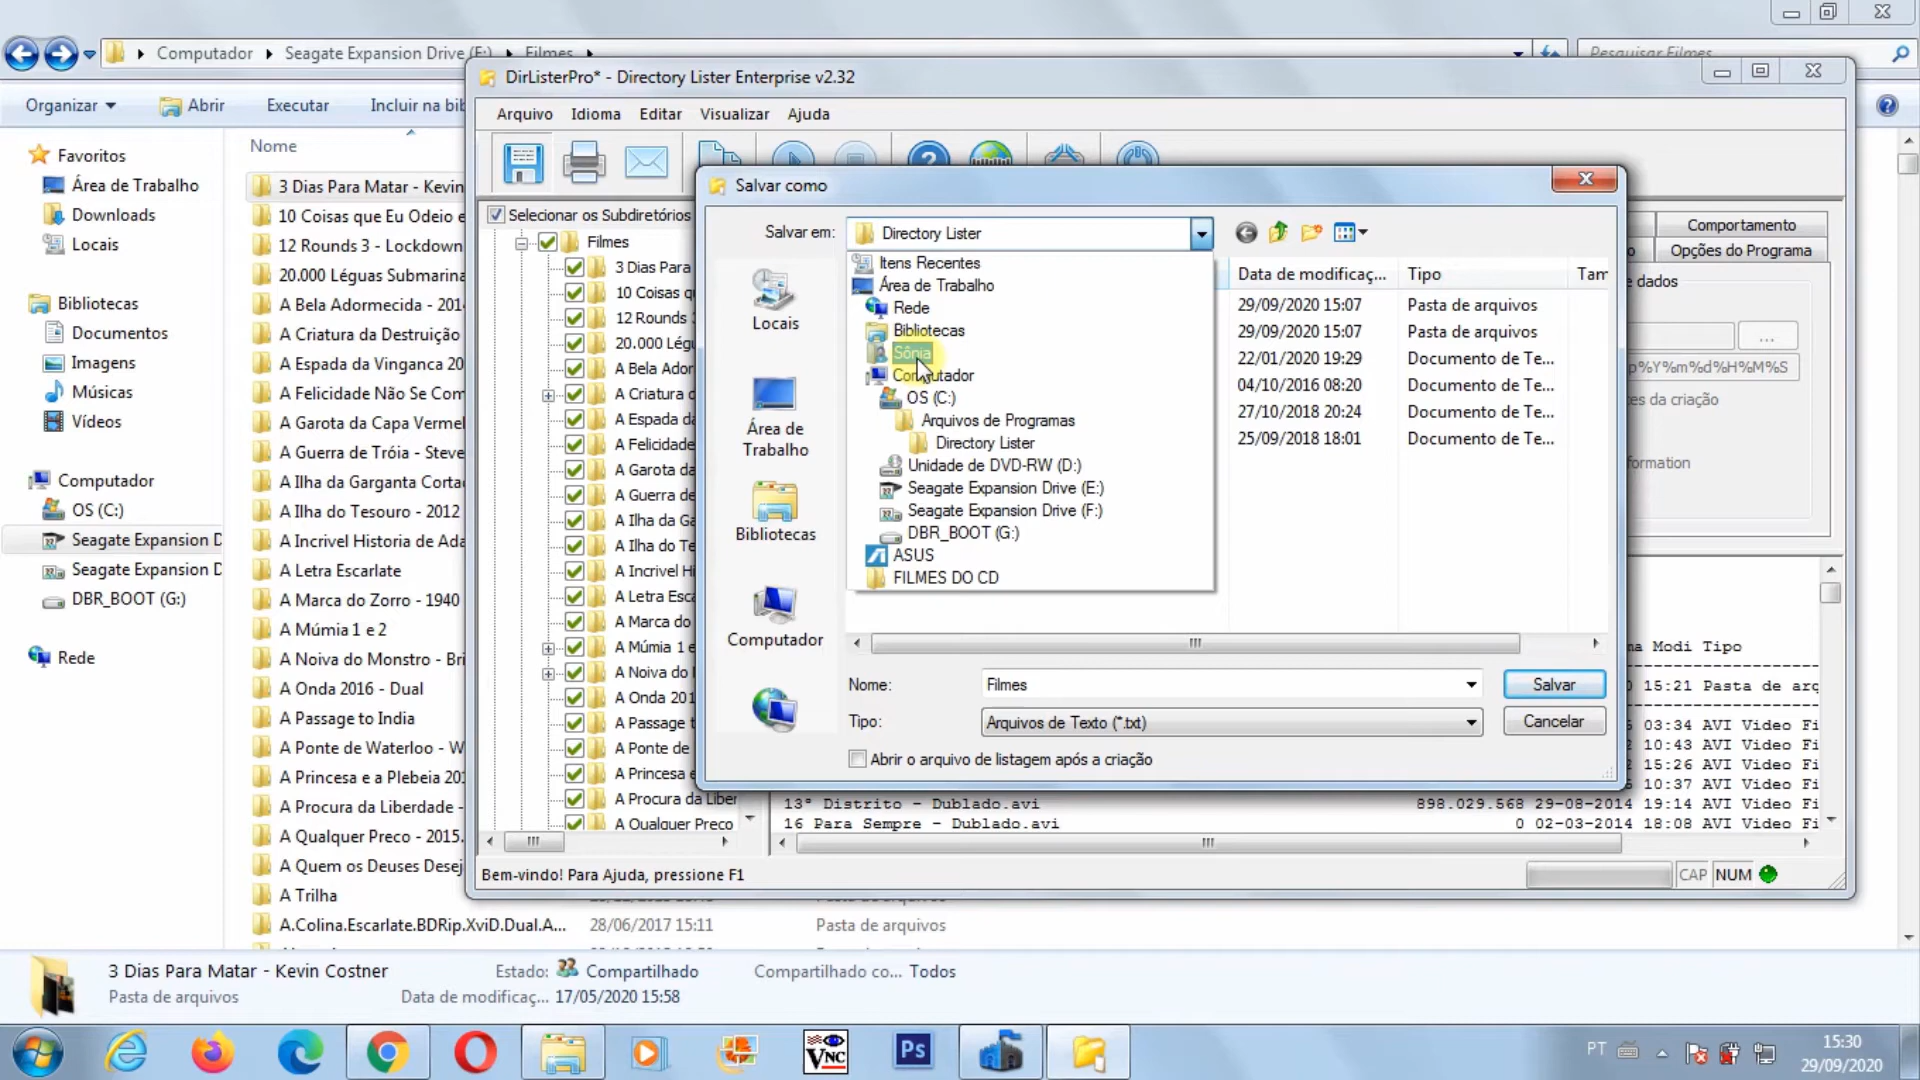 Computador
Seagate Expansion Drive (E:)
Filmes
Pesquisar Filmes
Organizar
Abrir
Executar
Incluir na bib
Favoritos
Área de Trabalho
Downloads
Locais
Bibliotecas
Documentos
Imagens
Músicas
Vídeos
Computador
OS (C:)
Seagate Expansion D
Seagate Expansion D
DBR_BOOT (G:)
Rede
Nome
3 Dias Para Matar - Kevin
10 Coisas que Eu Odeio e
12 Rounds 3 - Lockdown
20.000 Léguas Submarina
A Bela Adormecida - 2014
A Criatura da Destruição
A Espada da Vingança 20
A Felicidade Não Se Com
A Garota da Capa Vermel
A Guerra de Tróia - Steve
A Ilha da Garganta Corta
A Ilha do Tesouro - 2012
A Incrivel Historia de Ada
A Letra Escarlate
A Marca do Zorro - 1940
A Múmia 1 e 2
A Noiva do Monstro - Bri
A Onda 2016 - Dual
A Passage to India
A Ponte de Waterloo - W
A Princesa e a Plebeia 201
A Procura da Liberdade -
A Qualquer Preco - 2015.
A Quem os Deuses Desej
A Trilha
A.Colina.Escarlate.BDRip.XviD.Dual.A...
28/06/2017 15:11
Pasta de arquivos
DirListerPro* - Directory Lister Enterprise v2.32
Arquivo
Idioma
Editar
Visualizar
Ajuda
Selecionar os Subdiretórios
Filmes
3 Dias Para
10 Coisas q
12 Rounds
20.000 Légu
A Bela Ador
A Criatura d
A Espada da
A Felicidade
A Garota da
A Guerra de
A Ilha da Ga
A Ilha do Te
A Incrivel Hi
A Letra Esca
A Marca do
A Múmia 1 e
A Noiva do
A Onda 201
A Passage t
A Ponte de
A Princesa e
A Procura da Liber
A Qualquer Preco
Salvar como
Salvar em:
Directory Lister
Itens Recentes
Área de Trabalho
Rede
Bibliotecas
Sônia
Computador
OS (C:)
Arquivos de Programas
Directory Lister
Unidade de DVD-RW (D:)
Seagate Expansion Drive (E:)
Seagate Expansion Drive (F:)
DBR_BOOT (G:)
ASUS
FILMES DO CD
Locais
Área de
Trabalho
Bibliotecas
Computador
Data de modificaç...
Tipo
Tam
29/09/2020 15:07
Pasta de arquivos
29/09/2020 15:07
Pasta de arquivos
22/01/2020 19:29
Documento de Te...
04/10/2016 08:20
Documento de Te...
27/10/2018 20:24
Documento de Te...
25/09/2018 18:01
Documento de Te...
Nome:
Filmes
Salvar
Tipo:
Arquivos de Texto (*.txt)
Cancelar
Abrir o arquivo de listagem após a criação
Comportamento
Opções do Programa
e dados
...
p%Y%m%d%H%M%S
es da criação
formation
ma Modi Tipo
15:21 Pasta de arq
03:34 AVI Video Fi
10:43 AVI Video Fi
15:26 AVI Video Fi
10:37 AVI Video Fi
13º Distrito - Dublado.avi
898.029.568 29-08-2014 19:14 AVI Video Fi
16 Para Sempre - Dublado.avi
0 02-03-2014 18:08 AVI Video Fi
Bem-vindo! Para Ajuda, pressione F1
CAP
NUM
3 Dias Para Matar - Kevin Costner
Pasta de arquivos
Estado:
Compartilhado
Data de modificaç... 17/05/2020 15:58
Compartilhado co... Todos
VNC
Ps
PT
15:30
29/09/2020